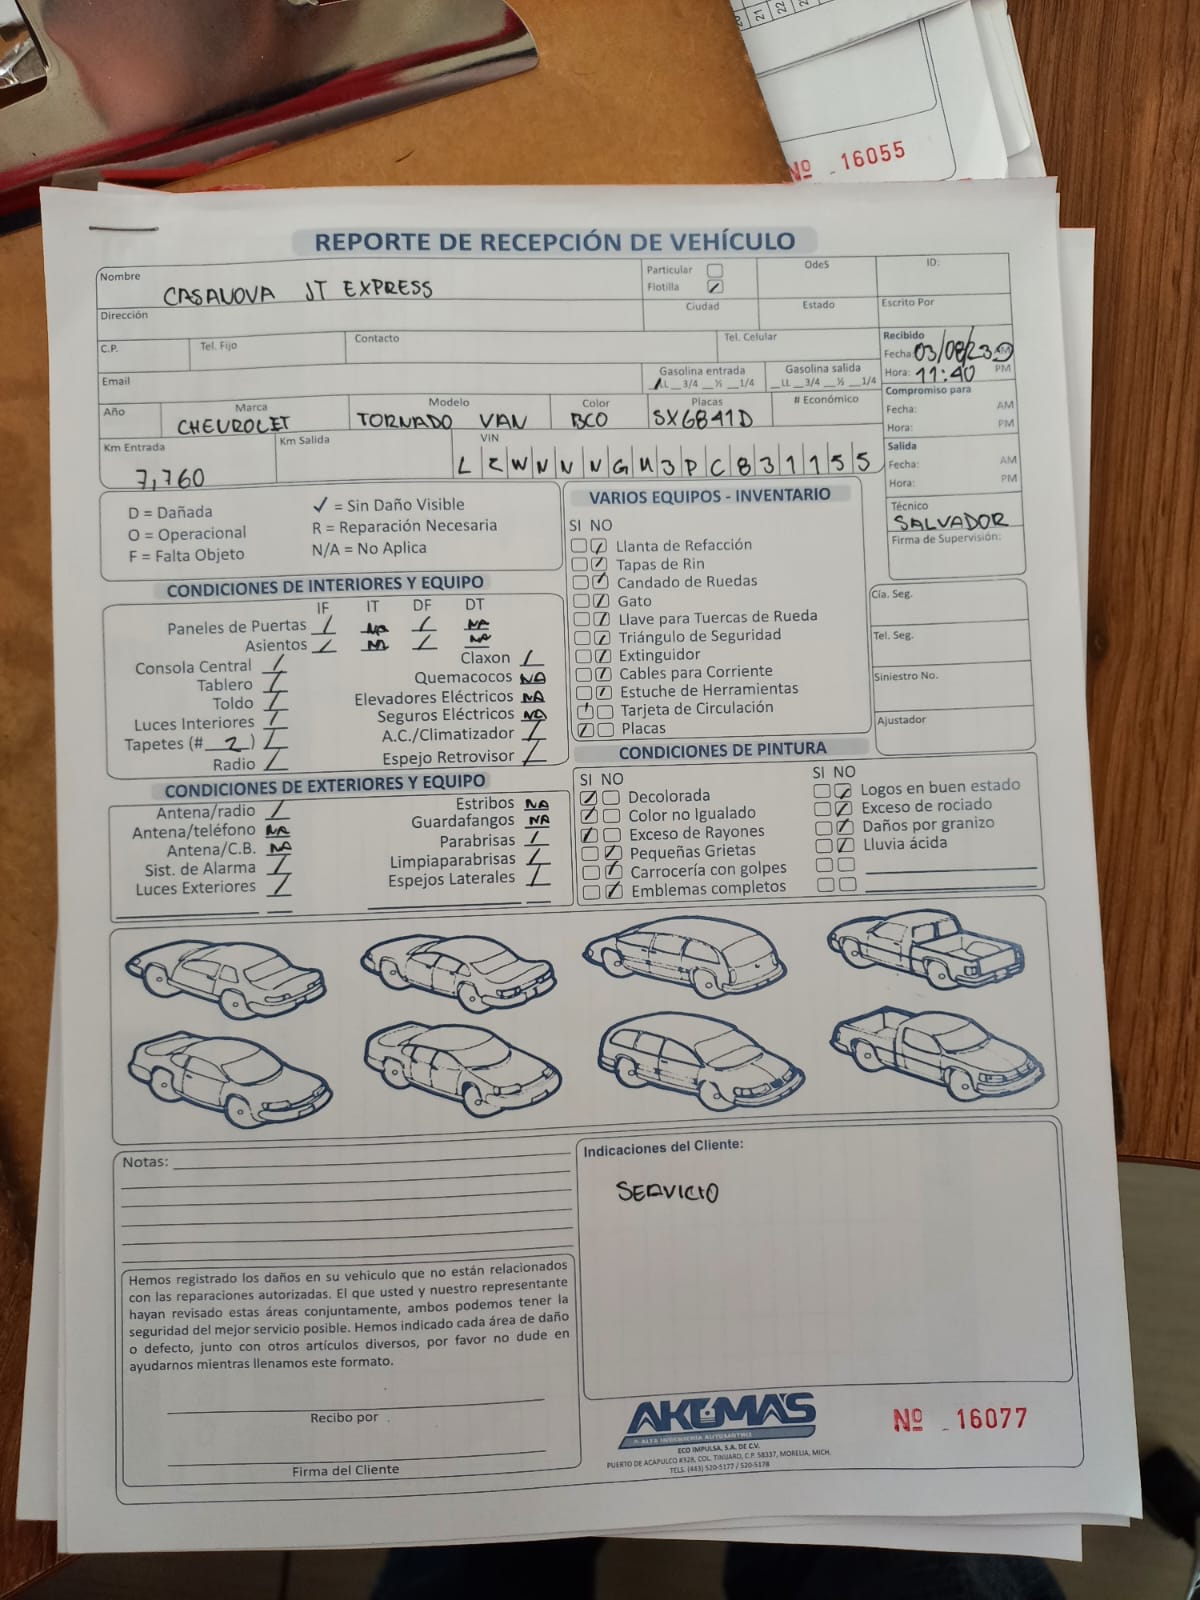 21
22
Nº 16055
REPORTE DE RECEPCIÓN DE VEHÍCULO
Nombre CASANOVA JT EXPRESS
Particular
Flotilla ✓
OdeS
ID:
Dirección
Ciudad
Estado
Escrito Por
C.P.
Tel. Fijo
Contacto
Tel. Celular
Recibido
Fecha: 03/08/23 AM
Hora: 11:40 PM
Email
Gasolina entrada
LL __3/4 __½ __1/4
Gasolina salida
__LL __3/4 __½ __1/4
Compromiso para
Fecha: AM
Hora: PM
Año
Marca CHEVROLET
Modelo TORNADO VAN
Color BCO
Placas SX6841D
# Económico
Km Entrada 7,760
Km Salida
VIN
Salida
Fecha: AM
Hora: PM
Técnico
SALVADOR
Firma de Supervisión:
D = Dañada
O = Operacional
F = Falta Objeto
✓ = Sin Daño Visible
R = Reparación Necesaria
N/A = No Aplica
CONDICIONES DE INTERIORES Y EQUIPO
IF IT DF DT
Paneles de Puertas ✓ NA ✓ NA
Asientos ✓ NA ✓ NA
Consola Central ✓
Tablero ✓
Toldo ✓
Luces Interiores ✓
Tapetes (# 2 ) ✓
Radio ✓
Claxon ✓
Quemacocos NA
Elevadores Eléctricos NA
Seguros Eléctricos NA
A.C./Climatizador ✓
Espejo Retrovisor ✓
CONDICIONES DE EXTERIORES Y EQUIPO
Antena/radio ✓
Antena/teléfono NA
Antena/C.B. NA
Sist. de Alarma ✓
Luces Exteriores ✓
Estribos NA
Guardafangos NA
Parabrisas ✓
Limpiaparabrisas ✓
Espejos Laterales ✓
VARIOS EQUIPOS - INVENTARIO
SI NO
Llanta de Refacción
Tapas de Rin
Candado de Ruedas
Gato
Llave para Tuercas de Rueda
Triángulo de Seguridad
Extinguidor
Cables para Corriente
Estuche de Herramientas
Tarjeta de Circulación
Placas
Cía. Seg.
Tel. Seg.
Siniestro No.
Ajustador
CONDICIONES DE PINTURA
SI NO
Decolorada
Color no Igualado
Exceso de Rayones
Pequeñas Grietas
Carrocería con golpes
Emblemas completos
SI NO
Logos en buen estado
Exceso de rociado
Daños por granizo
Lluvia ácida
Notas:
Indicaciones del Cliente:
SERVICIO
Hemos registrado los daños en su vehiculo que no están relacionados
con las reparaciones autorizadas. El que usted y nuestro representante
hayan revisado estas áreas conjuntamente, ambos podemos tener la
seguridad del mejor servicio posible. Hemos indicado cada área de daño
o defecto, junto con otros artículos diversos, por favor no dude en
ayudarnos mientras llenamos este formato.
Recibo por
Firma del Cliente
AKUMAS
ALTA INGENIERÍA AUTOMOTRIZ
ECO IMPULSA, S.A. DE C.V.
PUERTO DE ACAPULCO #328, COL. TINIJARO, C.P. 58337, MORELIA, MICH.
TELS. (443) 520-5177 / 520-5178
Nº 16077